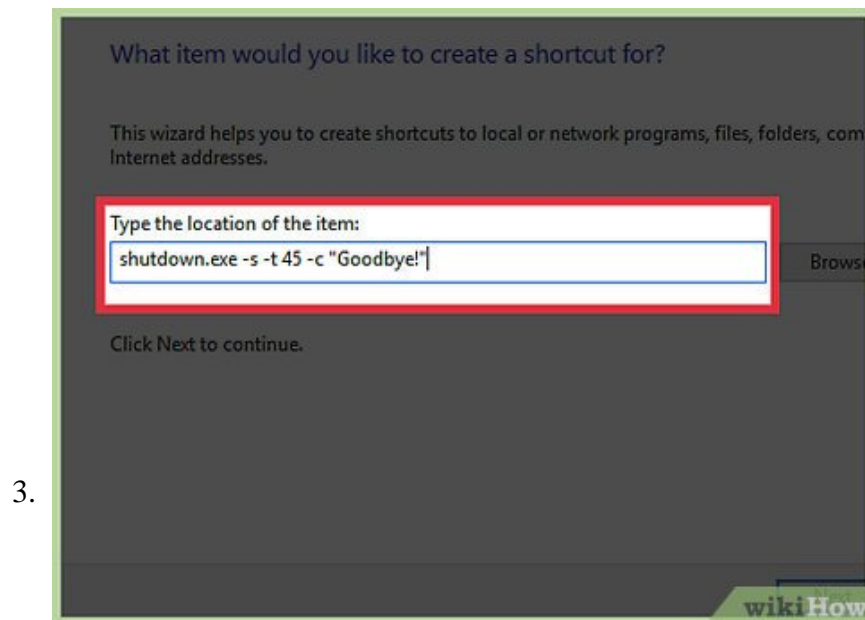 What item would you like to create a shortcut for?
This wizard helps you to create shortcuts to local or network programs, files, folders, com
Internet addresses.
Type the location of the item:
shutdown.exe -s -t 45 -c "Goodbye!"
Brows
Click Next to continue.
3.
Next
wikiHow